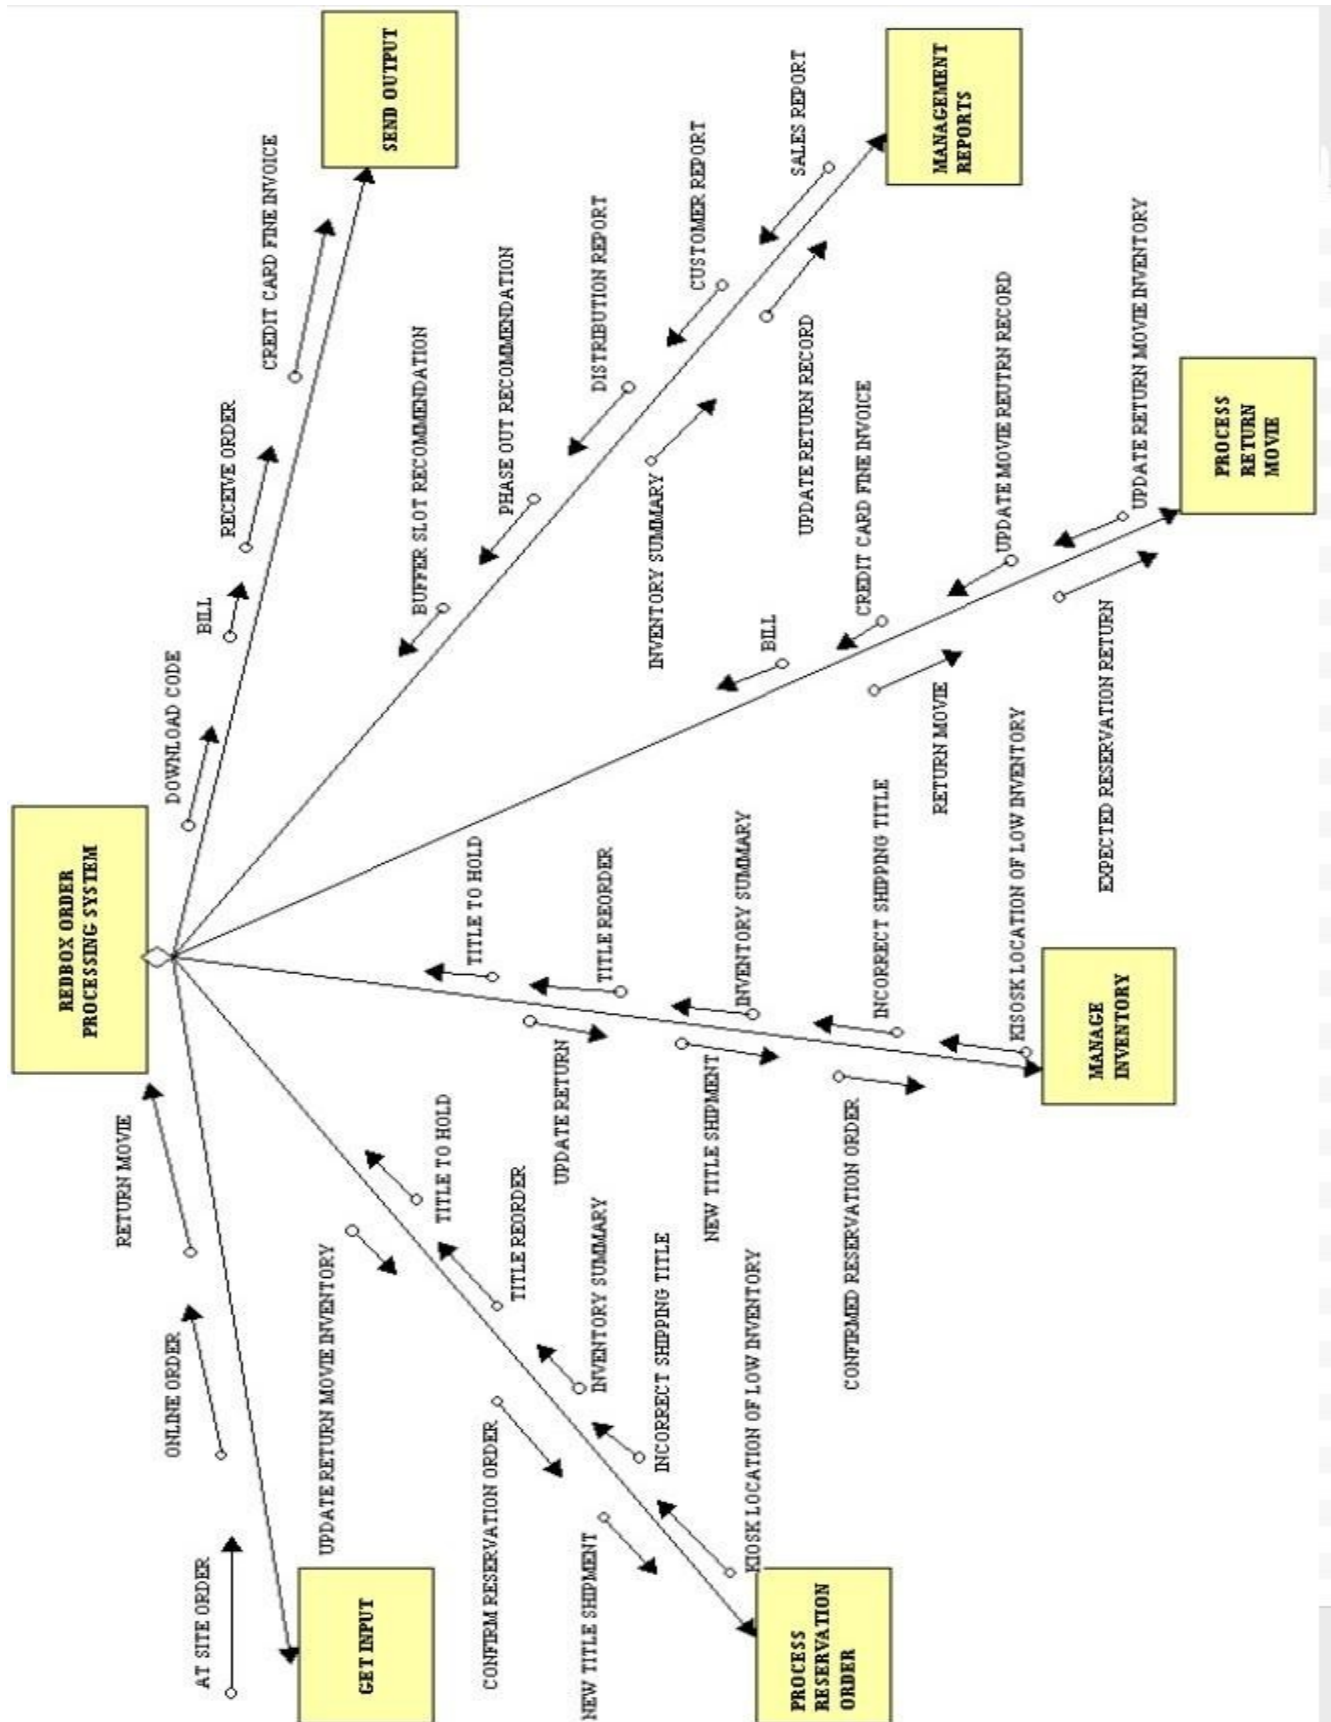 REDBOX ORDER
PROCESSING SYSTEM
AT SITE ORDER
ONLINE ORDER
RETURN MOVIE
DOWNLOAD CODE
BILL
RECEIVE ORDER
CREDIT CARD FINE INVOICE
GET INPUT
SEND OUTPUT
UPDATE RETURN MOVIE INVENTORY
CONFIRM RESERVATION ORDER
NEW TITLE SHIPMENT
TITLE TO HOLD
TITLE REORDER
INVENTORY SUMMARY
INCORRECT SHIPPING TITLE
KIOSK LOCATION OF LOW INVENTORY
PROCESS
RESERVATION
ORDER
UPDATE RETURN
NEW TITLE SHIPMENT
CONFIRMED RESERVATION ORDER
TITLE TO HOLD
TITLE REORDER
INVENTORY SUMMARY
INCORRECT SHIPPING TITLE
KISOSK LOCATION OF LOW INVENTORY
MANAGE
INVENTORY
RETURN MOVIE
EXPECTED RESERVATION RETURN
BILL
CREDIT CARD FINE INVOICE
UPDATE MOVIE REUTRN RECORD
UPDATE RETURN MOVIE INVENTORY
PROCESS
RETURN
MOVIE
INVENTORY SUMMARY
UPDATE RETURN RECORD
BUFFER SLOT RECOMMENDATION
PHASE OUT RECOMMENDATION
DISTRIBUTION REPORT
CUSTOMER REPORT
SALES REPORT
MANAGEMENT
REPORTS